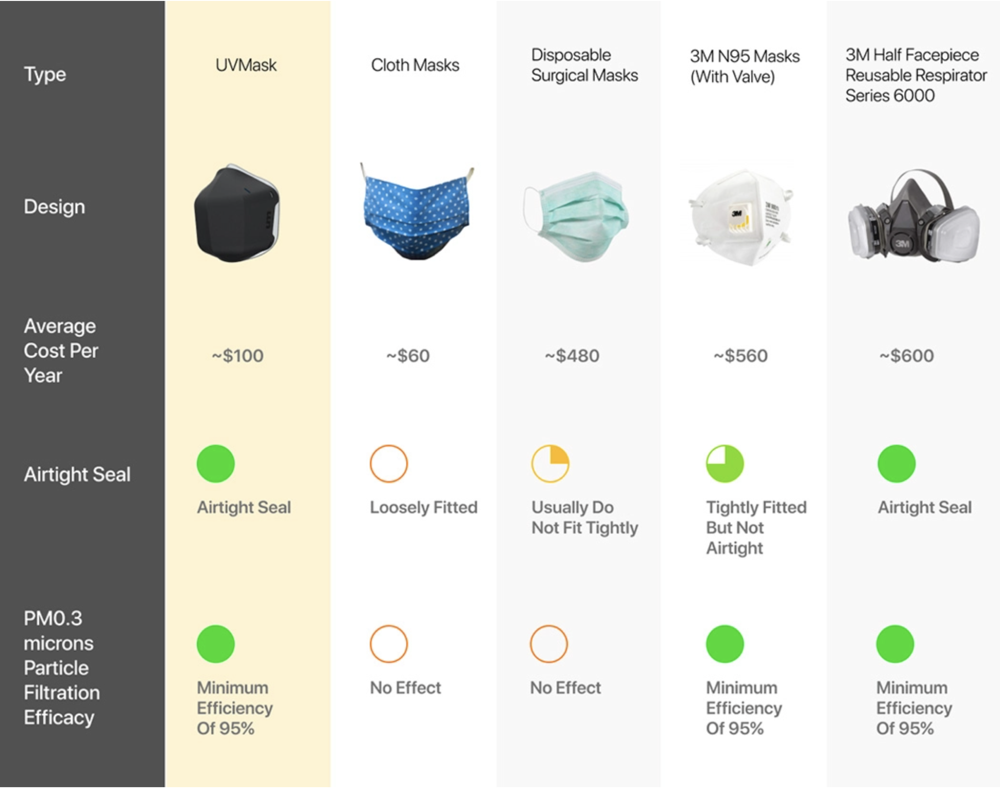 Type
UVMask
Cloth Masks
Disposable
Surgical Masks
3M N95 Masks
(With Valve)
3M Half Facepiece
Reusable Respirator
Series 6000
Design
um
3M
3M
Average
Cost Per
Year
~$100
~$60
~$480
~$560
~$600
Airtight Seal
Airtight Seal
Loosely Fitted
Usually Do
Not Fit Tightly
Tightly Fitted
But Not
Airtight
Airtight Seal
PM0.3
microns
Particle
Filtration
Efficacy
Minimum
Efficiency
Of 95%
No Effect
No Effect
Minimum
Efficiency
Of 95%
Minimum
Efficiency
Of 95%